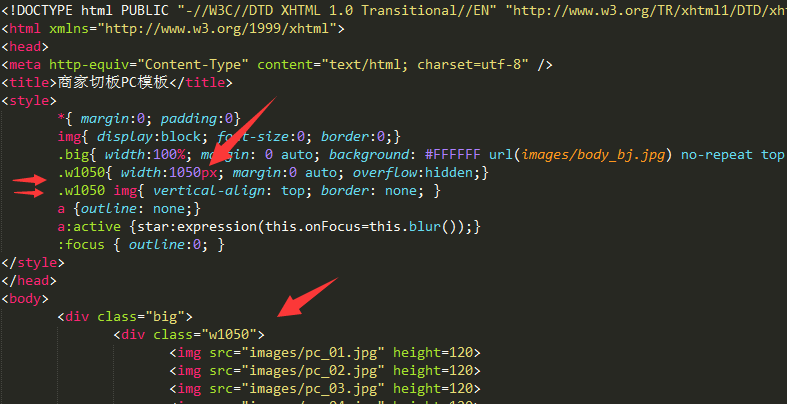 <!DOCTYPE html PUBLIC "-//W3C//DTD XHTML 1.0 Transitional//EN" "http://www.w3.org/TR/xhtml1/DTD/xht
<html xmlns="http://www.w3.org/1999/xhtml">
<head>
<meta http-equiv="Content-Type" content="text/html; charset=utf-8" />
<title>商家切板PC模板</title>
<style>
*{ margin:0; padding:0}
img{ display:block; font-size:0; border:0;}
.big{ width:100%; margin: 0 auto; background: #FFFFFF url(images/body_bj.jpg) no-repeat top
.w1050{ width:1050px; margin:0 auto; overflow:hidden;}
.w1050 img{ vertical-align: top; border: none; }
a {outline: none;}
a:active {star:expression(this.onFocus=this.blur());}
:focus { outline:0; }
</style>
</head>
<body>
<div class="big">
<div class="w1050">
<img src="images/pc_01.jpg" height=120>
<img src="images/pc_02.jpg" height=120>
<img src="images/pc_03.jpg" height=120>